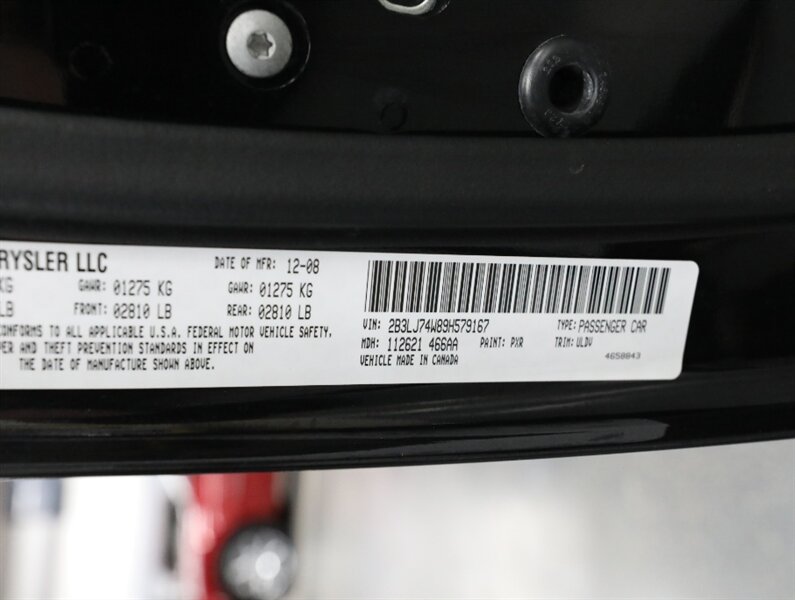 RYSLER LLC DATE OF MFR: 12-08
KG GAWR: 01275 KG GAWR: 01275 KG
LB FRONT: 02810 LB REAR: 02810 LB
CONFORMS TO ALL APPLICABLE U.S.A. FEDERAL MOTOR VEHICLE SAFETY,
PER AND THEFT PREVENTION STANDARDS IN EFFECT ON
THE DATE OF MANUFACTURE SHOWN ABOVE.
VIN: 2B3LJ74W89H579167 TYPE: PASSENGER CAR
MDH: 112621 466AA PAINT: PXR TRIM: ULDV
VEHICLE MADE IN CANADA 4658843